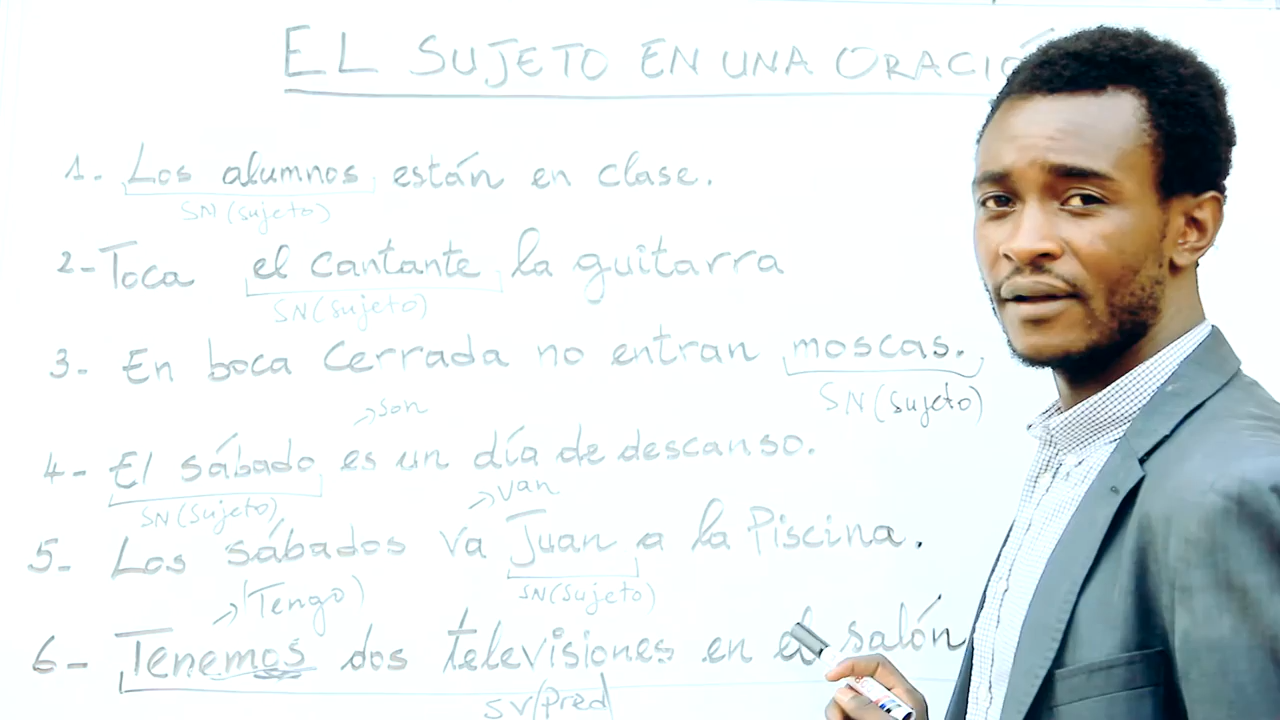 EL SUJETO EN UNA ORACIÓ
1- Los alumnos están en clase.
SN (sujeto)
2- Toca el cantante la guitarra
SN (sujeto)
3. En boca cerrada no entran moscas.
SN (sujeto)
→son
4- El sábado es un día de descanso.
SN (sujeto)
→van
5- Los sábados va Juan a la Piscina.
SN (sujeto)
→(Tengo)
6- Tenemos dos televisiones en el salón
SV/Pred